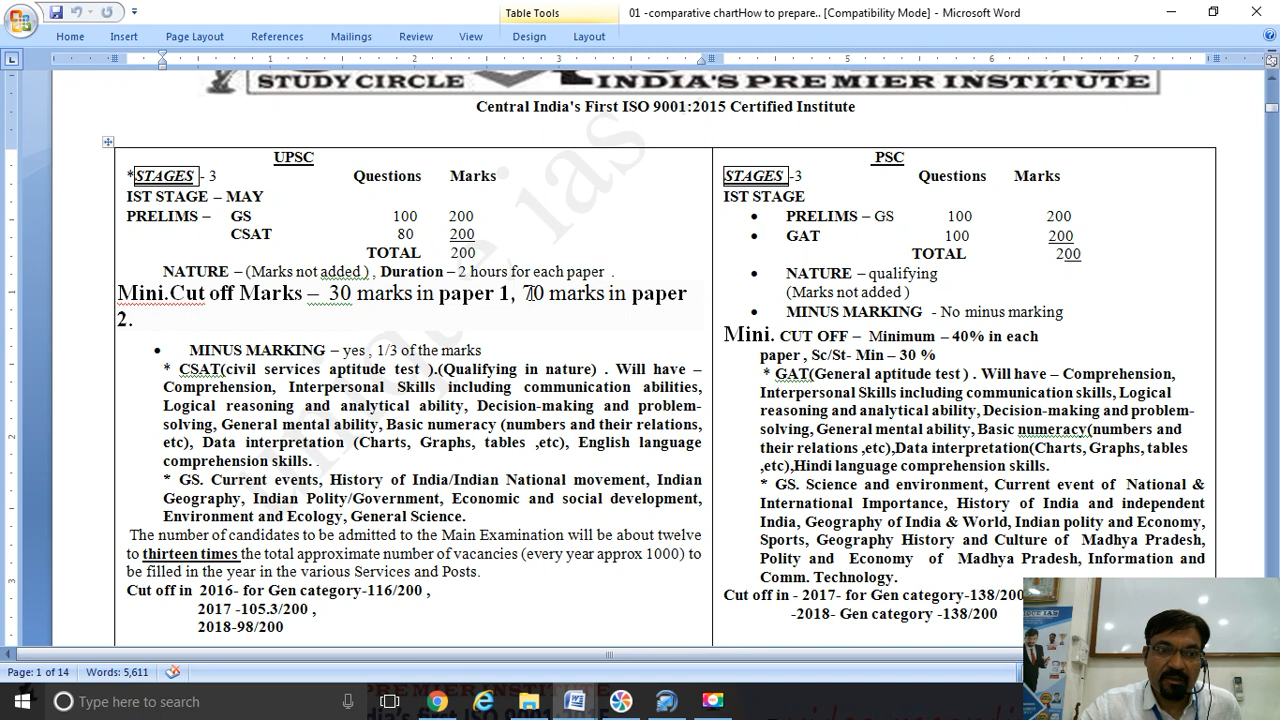 Table Tools
01 -comparative chartHow to prepare.. [Compatibility Mode] - Microsoft Word
Home Insert Page Layout References Mailings Review View Design Layout
1 2 3 5 6 7
STUDY CIRCLE INDIA'S PREMIER INSTITUTE
Central India's First ISO 9001:2015 Certified Institute
UPSC
*STAGES - 3 Questions Marks
IST STAGE – MAY
PRELIMS – GS 100 200
CSAT 80 200
TOTAL 200
NATURE – (Marks not added ) , Duration – 2 hours for each paper .
Mini.Cut off Marks – 30 marks in paper 1, 70 marks in paper
2.
• MINUS MARKING – yes , 1/3 of the marks
* CSAT(civil services aptitude test ).(Qualifying in nature) . Will have –
Comprehension, Interpersonal Skills including communication abilities,
Logical reasoning and analytical ability, Decision-making and problem-
solving, General mental ability, Basic numeracy (numbers and their relations,
etc), Data interpretation (Charts, Graphs, tables ,etc), English language
comprehension skills. .
* GS. Current events, History of India/Indian National movement, Indian
Geography, Indian Polity/Government, Economic and social development,
Environment and Ecology, General Science.
The number of candidates to be admitted to the Main Examination will be about twelve
to thirteen times the total approximate number of vacancies (every year approx 1000) to
be filled in the year in the various Services and Posts.
Cut off in 2016- for Gen category-116/200 ,
2017 -105.3/200 ,
2018-98/200
PSC
STAGES -3 Questions Marks
IST STAGE
• PRELIMS – GS 100 200
• GAT 100 200
TOTAL 200
• NATURE – qualifying
(Marks not added )
• MINUS MARKING - No minus marking
Mini. CUT OFF – Minimum – 40% in each
paper , Sc/St- Min – 30 %
* GAT(General aptitude test ) . Will have – Comprehension,
Interpersonal Skills including communication skills, Logical
reasoning and analytical ability, Decision-making and problem-
solving, General mental ability, Basic numeracy(numbers and
their relations ,etc),Data interpretation(Charts, Graphs, tables
,etc),Hindi language comprehension skills.
* GS. Science and environment, Current event of National &
International Importance, History of India and independent
India, Geography of India & World, Indian polity and Economy,
Sports, Geography History and Culture of Madhya Pradesh,
Polity and Economy of Madhya Pradesh, Information and
Comm. Technology.
Cut off in - 2017- for Gen category-138/200
-2018- Gen category -138/200
Page: 1 of 14 Words: 5,611
Type here to search